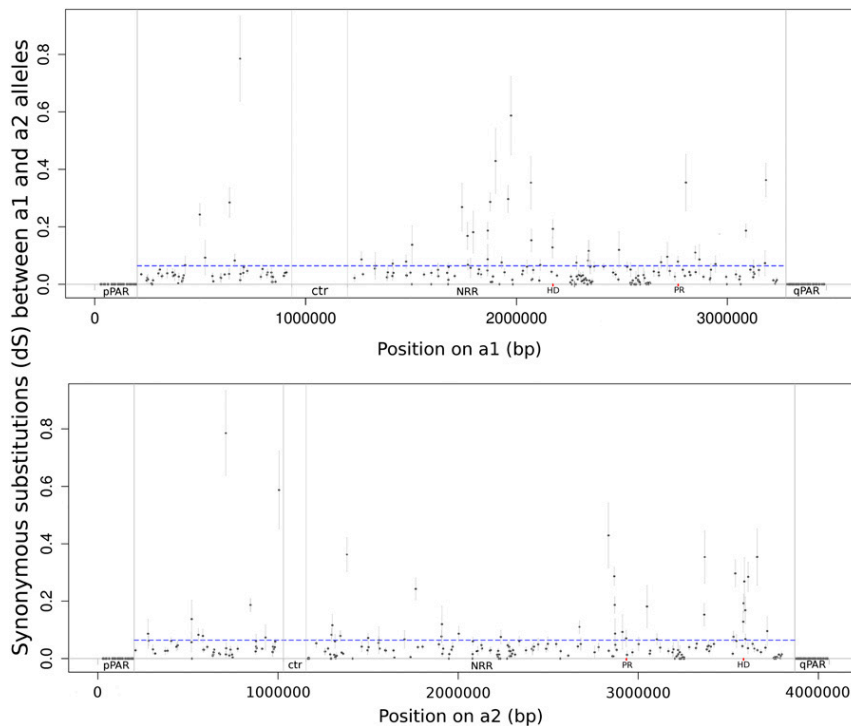 Synonymous substitutions (dS) between a1 and a2 alleles
0.8
0.6
0.4
0.2
0.0
pPAR ctr NRR HD PR qPAR
0 1000000 2000000 3000000
Position on a1 (bp)
0.8
0.6
0.4
0.2
0.0
pPAR ctr NRR PR HD qPAR
0 1000000 2000000 3000000 4000000
Position on a2 (bp)